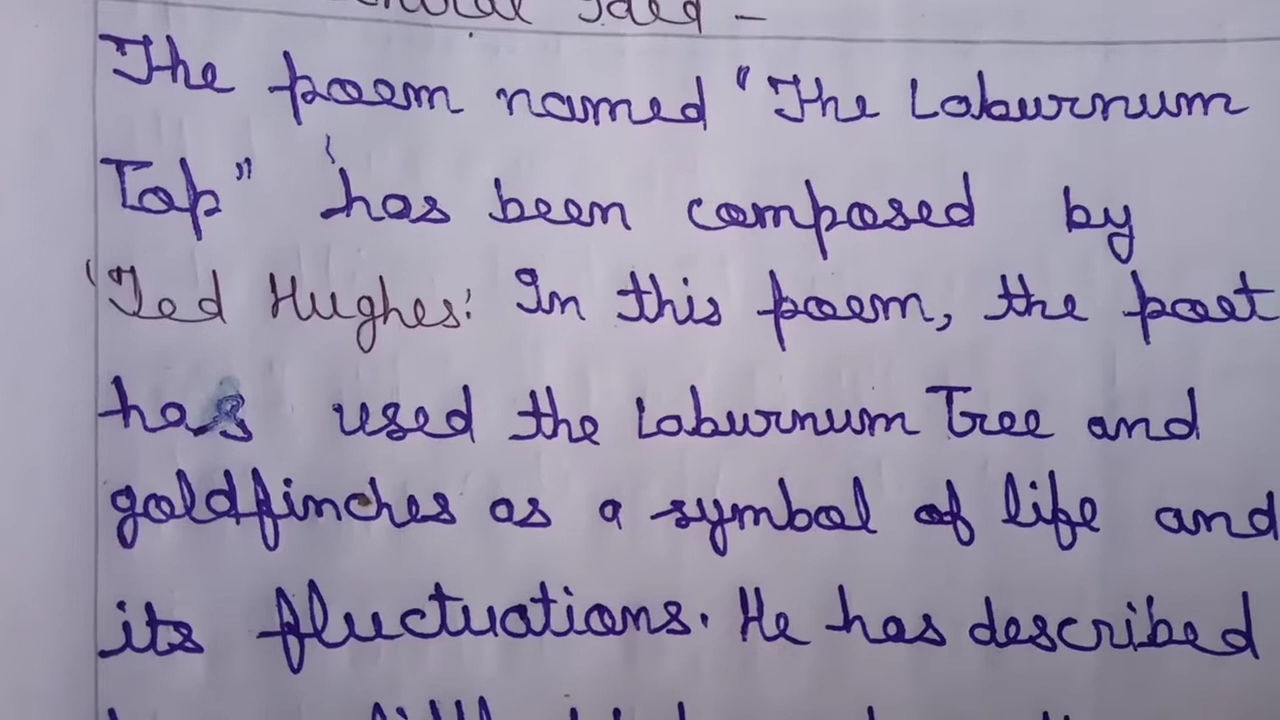 Idea -
The poem named "The Laburnum
Top" has been composed by
'Ted Hughes'. In this poem, the poet
has used the Laburnum Tree and
goldfinches as a symbol of life and
its fluctuations. He has described